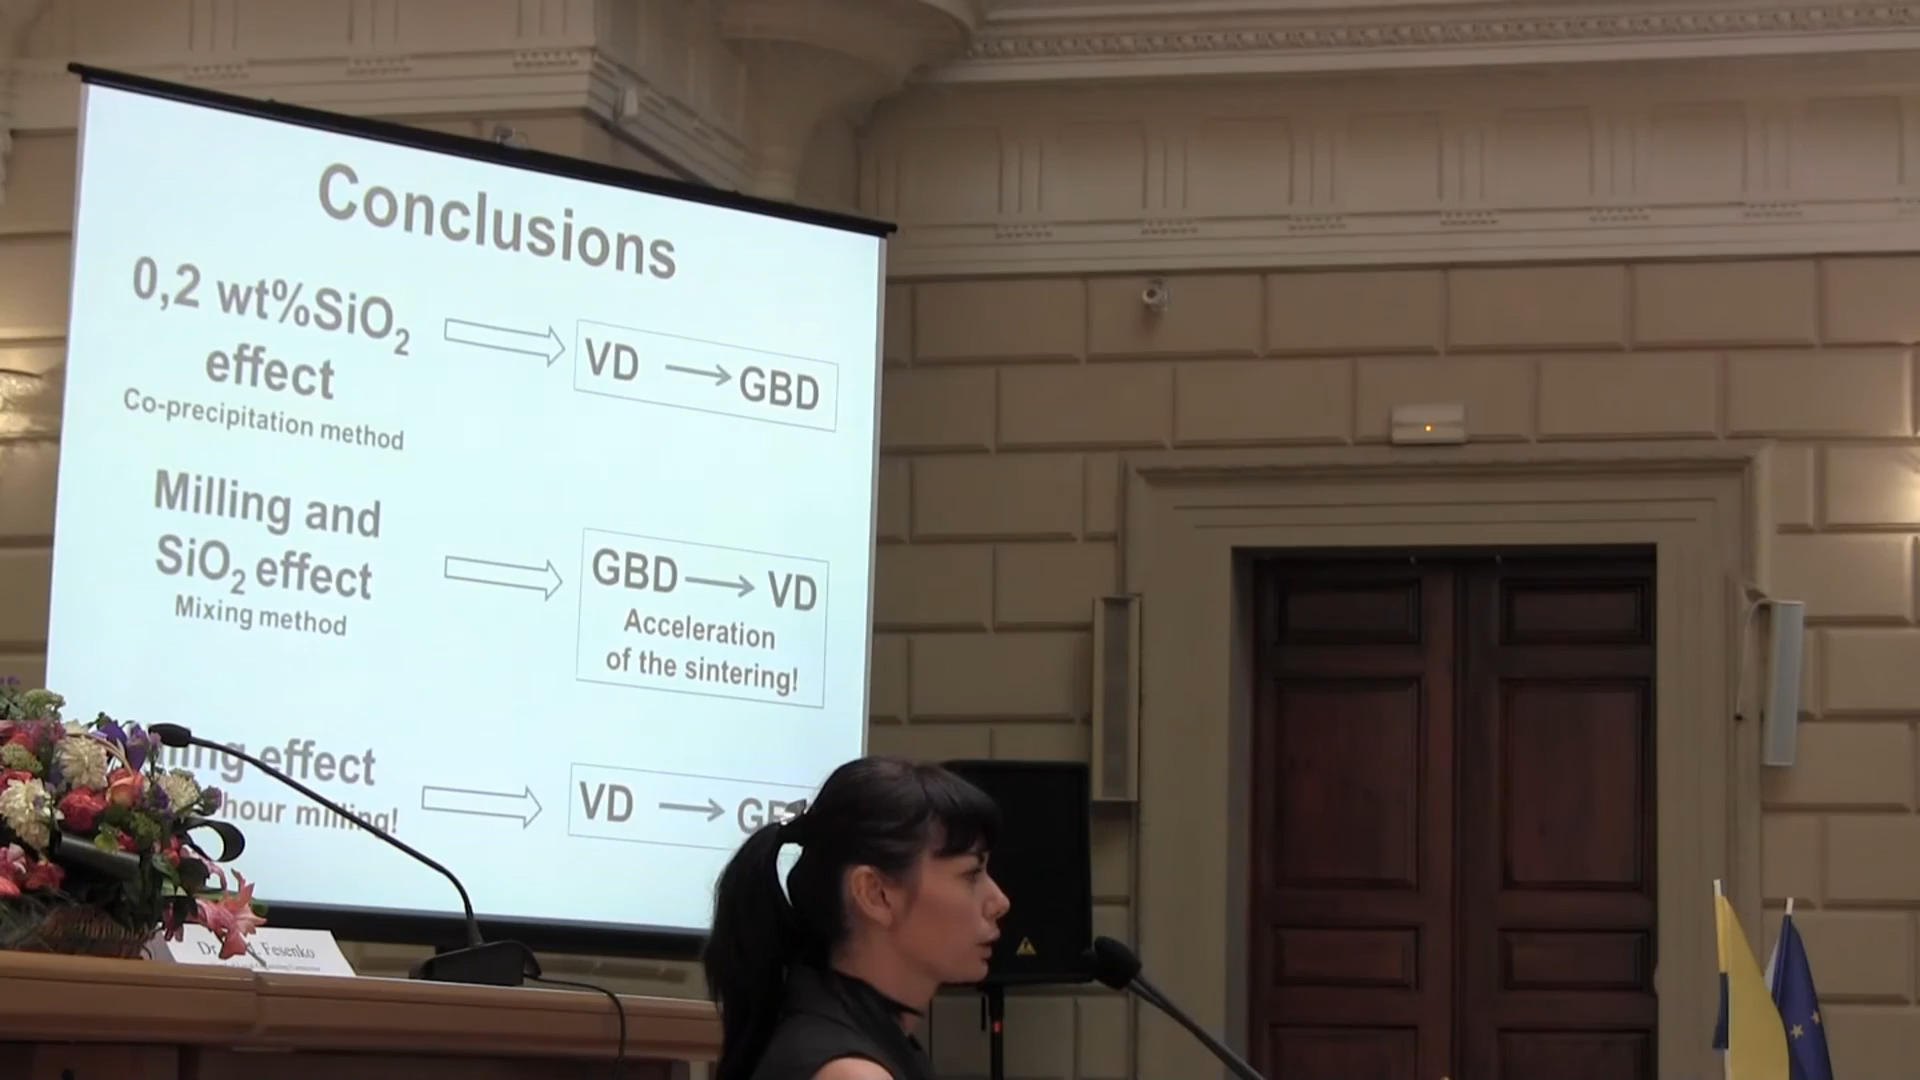 Conclusions
0,2 wt%SiO₂
effect
Co-precipitation method
VD → GBD
Milling and
SiO₂ effect
Mixing method
GBD → VD
Acceleration
of the sintering!
effect
hour milling!
VD →
Dr. Fesenko